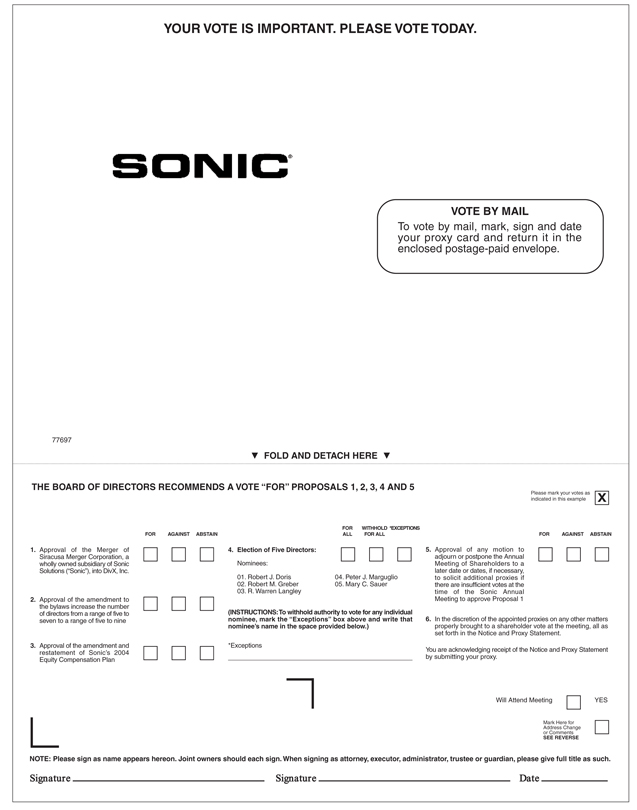 YOUR VOTE IS IMPORTANT. PLEASE VOTE TODAY.
SONIC®
VOTE BY MAIL
To vote by mail, mark, sign and date
your proxy card and return it in the
enclosed postage-paid envelope.
77697
▼ FOLD AND DETACH HERE ▼
THE BOARD OF DIRECTORS RECOMMENDS A VOTE “FOR” PROPOSALS 1, 2, 3, 4 AND 5
Please mark your votes as
indicated in this example
X
FOR AGAINST ABSTAIN
1. Approval of the Merger of
Siracusa Merger Corporation, a
wholly owned subsidiary of Sonic
Solutions (“Sonic”), into DivX, Inc.
2. Approval of the amendment to
the bylaws increase the number
of directors from a range of five to
seven to a range of five to nine
3. Approval of the amendment and
restatement of Sonic’s 2004
Equity Compensation Plan
FOR ALL WITHHOLD FOR ALL *EXCEPTIONS
4. Election of Five Directors:
Nominees:
01. Robert J. Doris
02. Robert M. Greber
03. R. Warren Langley
04. Peter J. Marguglio
05. Mary C. Sauer
(INSTRUCTIONS: To withhold authority to vote for any individual
nominee, mark the “Exceptions” box above and write that
nominee’s name in the space provided below.)
*Exceptions
FOR AGAINST ABSTAIN
5. Approval of any motion to
adjourn or postpone the Annual
Meeting of Shareholders to a
later date or dates, if necessary,
to solicit additional proxies if
there are insufficient votes at the
time of the Sonic Annual
Meeting to approve Proposal 1
6. In the discretion of the appointed proxies on any other matters
properly brought to a shareholder vote at the meeting, all as
set forth in the Notice and Proxy Statement.
You are acknowledging receipt of the Notice and Proxy Statement
by submitting your proxy.
Will Attend Meeting YES
Mark Here for
Address Change
or Comments
SEE REVERSE
NOTE: Please sign as name appears hereon. Joint owners should each sign. When signing as attorney, executor, administrator, trustee or guardian, please give full title as such.
Signature Signature Date